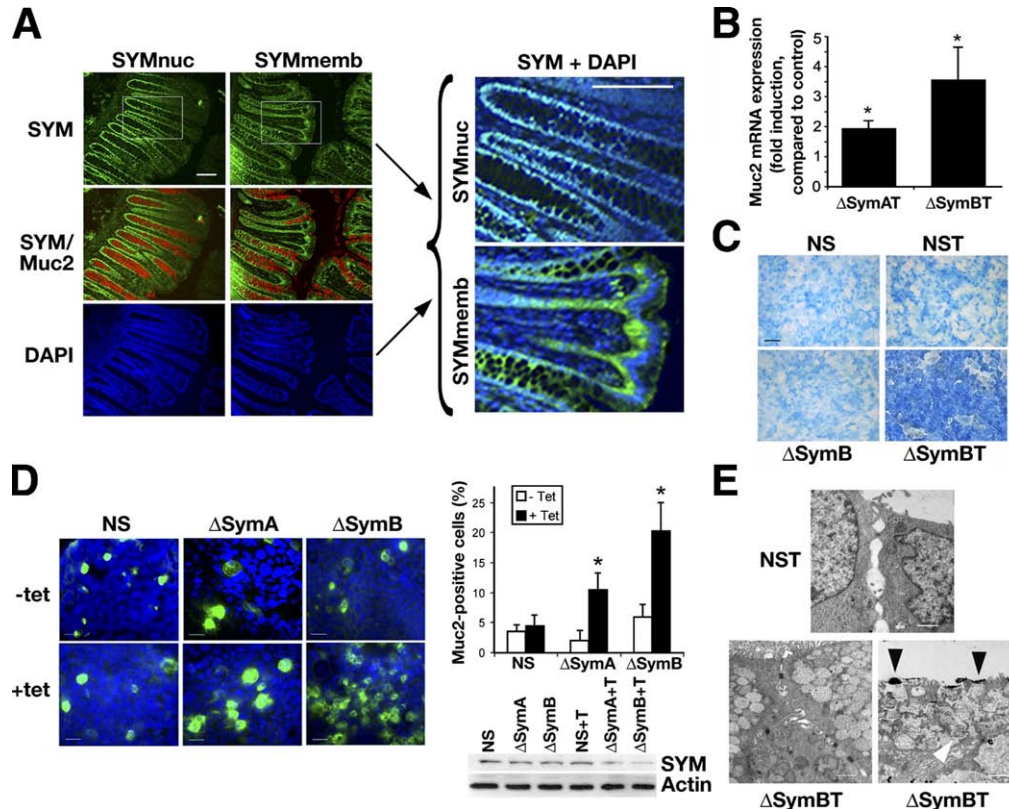 A
SYMnuc SYMmemb
SYM
SYM/
Muc2
DAPI
SYM + DAPI
SYMnuc
SYMmemb
B
Muc2 mRNA expression
(fold induction,
compared to control)
5
4
3
2
1
0
* *
ΔSymAT ΔSymBT
C
NS NST
ΔSymB ΔSymBT
D
NS ΔSymA ΔSymB
-tet
+tet
Muc2-positive cells (%)
25
20
15
10
5
0
- Tet
+ Tet
* *
NS ΔSymA ΔSymB
NS ΔSymA ΔSymB NS+T ΔSymA+T ΔSymB+T
SYM
Actin
E
NST
ΔSymBT ΔSymBT